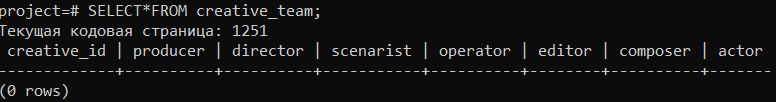 project=# SELECT*FROM creative_team;
Текущая кодовая страница: 1251
 creative_id | producer | director | scenarist | operator | editor | composer | actor
-------------+----------+----------+-----------+----------+--------+----------+-------
(0 rows)